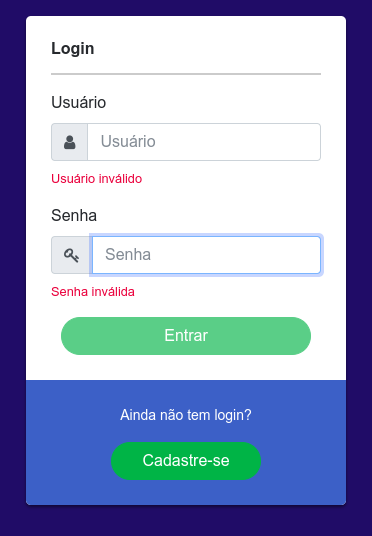 Login
Usuário
Usuário
Usuário inválido
Senha
Senha
Senha inválida
Entrar
Ainda não tem login?
Cadastre-se